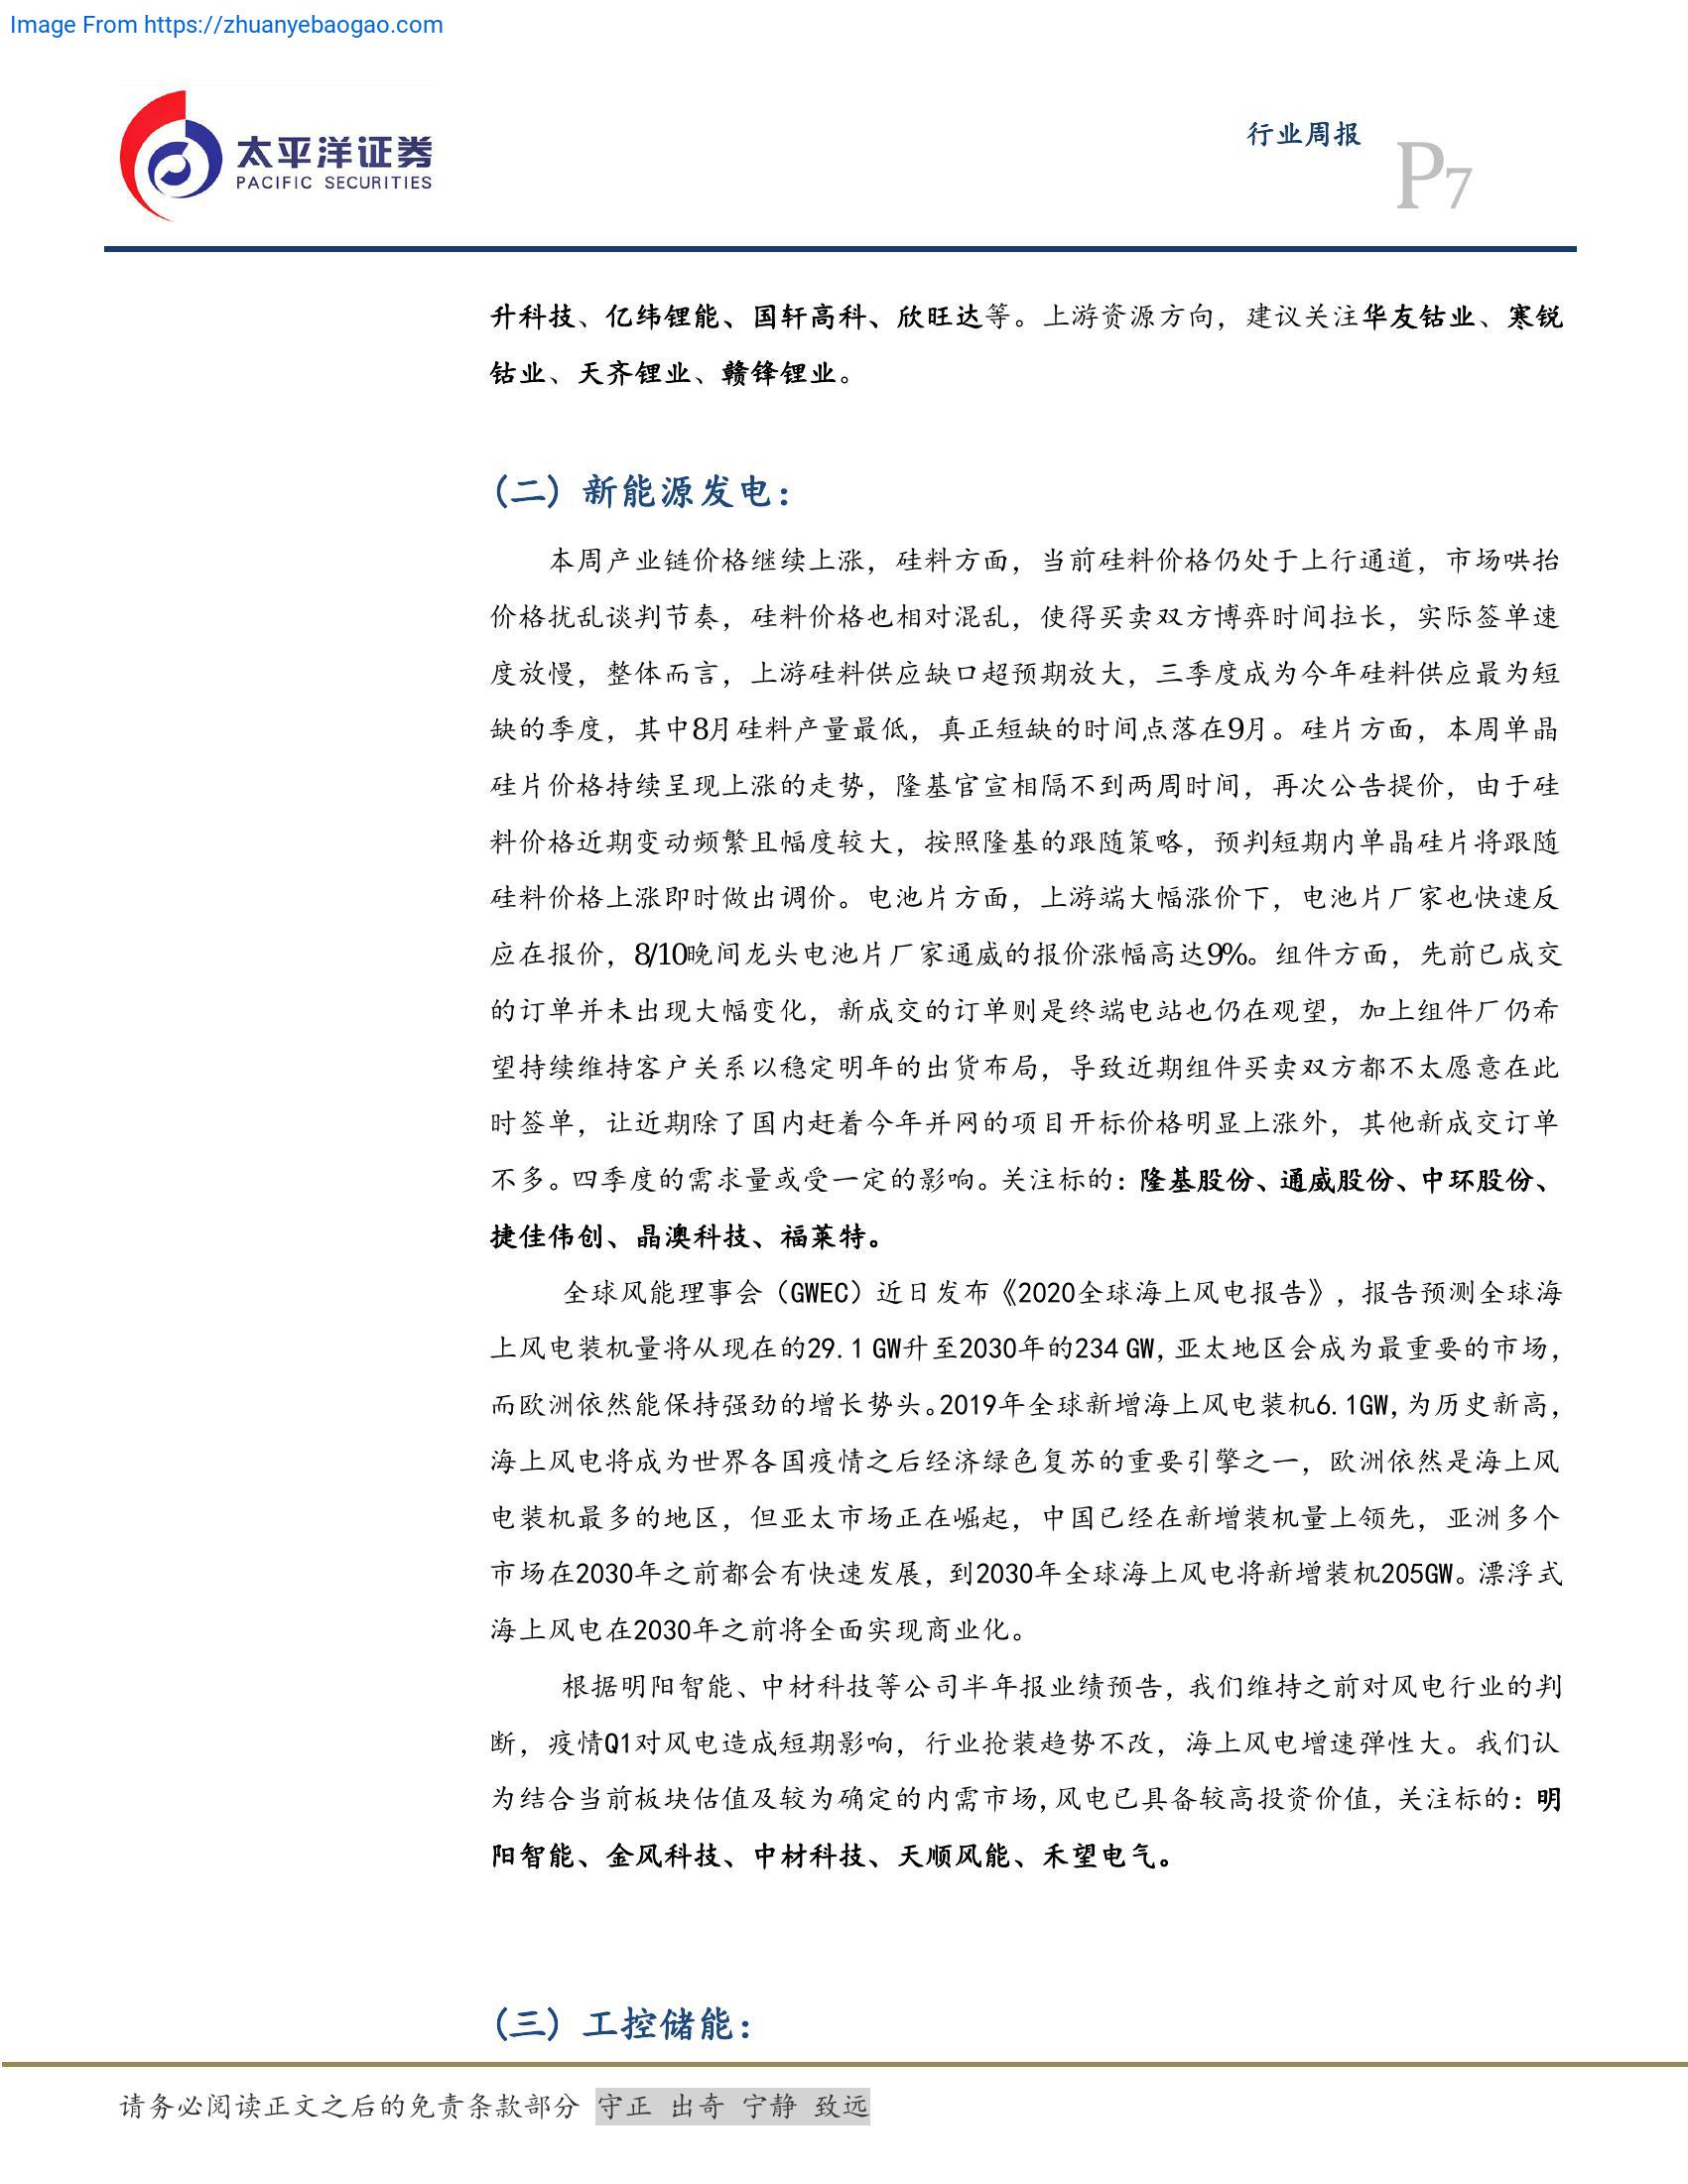 Image From https://zhuanyebaogao.com
太平洋证券
PACIFIC SECURITIES
行业周报
P7
升科技、亿纬锂能、国轩高科、欣旺达等。上游资源方向，建议关注华友钴业、寒锐
钴业、天齐锂业、赣锋锂业。
(二) 新能源发电：
本周产业链价格继续上涨，硅料方面，当前硅料价格仍处于上行通道，市场哄抬
价格扰乱谈判节奏，硅料价格也相对混乱，使得买卖双方博弈时间拉长，实际签单速
度放慢，整体而言，上游硅料供应缺口超预期放大，三季度成为今年硅料供应最为短
缺的季度，其中8月硅料产量最低，真正短缺的时间点落在9月。硅片方面，本周单晶
硅片价格持续呈现上涨的走势，隆基官宣相隔不到两周时间，再次公告提价，由于硅
料价格近期变动频繁且幅度较大，按照隆基的跟随策略，预判短期内单晶硅片将跟随
硅料价格上涨即时做出调价。电池片方面，上游端大幅涨价下，电池片厂家也快速反
应在报价，8/10晚间龙头电池片厂家通威的报价涨幅高达9%。组件方面，先前已成交
的订单并未出现大幅变化，新成交的订单则是终端电站也仍在观望，加上组件厂仍希
望持续维持客户关系以稳定明年的出货布局，导致近期组件买卖双方都不太愿意在此
时签单，让近期除了国内赶着今年并网的项目开标价格明显上涨外，其他新成交订单
不多。四季度的需求量或受一定的影响。关注标的：隆基股份、通威股份、中环股份、
捷佳伟创、晶澳科技、福莱特。
全球风能理事会（GWEC）近日发布《2020全球海上风电报告》，报告预测全球海
上风电装机量将从现在的29.1 GW升至2030年的234 GW，亚太地区会成为最重要的市场，
而欧洲依然能保持强劲的增长势头。2019年全球新增海上风电装机6.1GW，为历史新高，
海上风电将成为世界各国疫情之后经济绿色复苏的重要引擎之一，欧洲依然是海上风
电装机最多的地区，但亚太市场正在崛起，中国已经在新增装机量上领先，亚洲多个
市场在2030年之前都会有快速发展，到2030年全球海上风电将新增装机205GW。漂浮式
海上风电在2030年之前将全面实现商业化。
根据明阳智能、中材科技等公司半年报业绩预告，我们维持之前对风电行业的判
断，疫情Q1对风电造成短期影响，行业抢装趋势不改，海上风电增速弹性大。我们认
为结合当前板块估值及较为确定的内需市场,风电已具备较高投资价值，关注标的：明
阳智能、金风科技、中材科技、天顺风能、禾望电气。
(三) 工控储能：
请务必阅读正文之后的免责条款部分 守正 出奇 宁静 致远